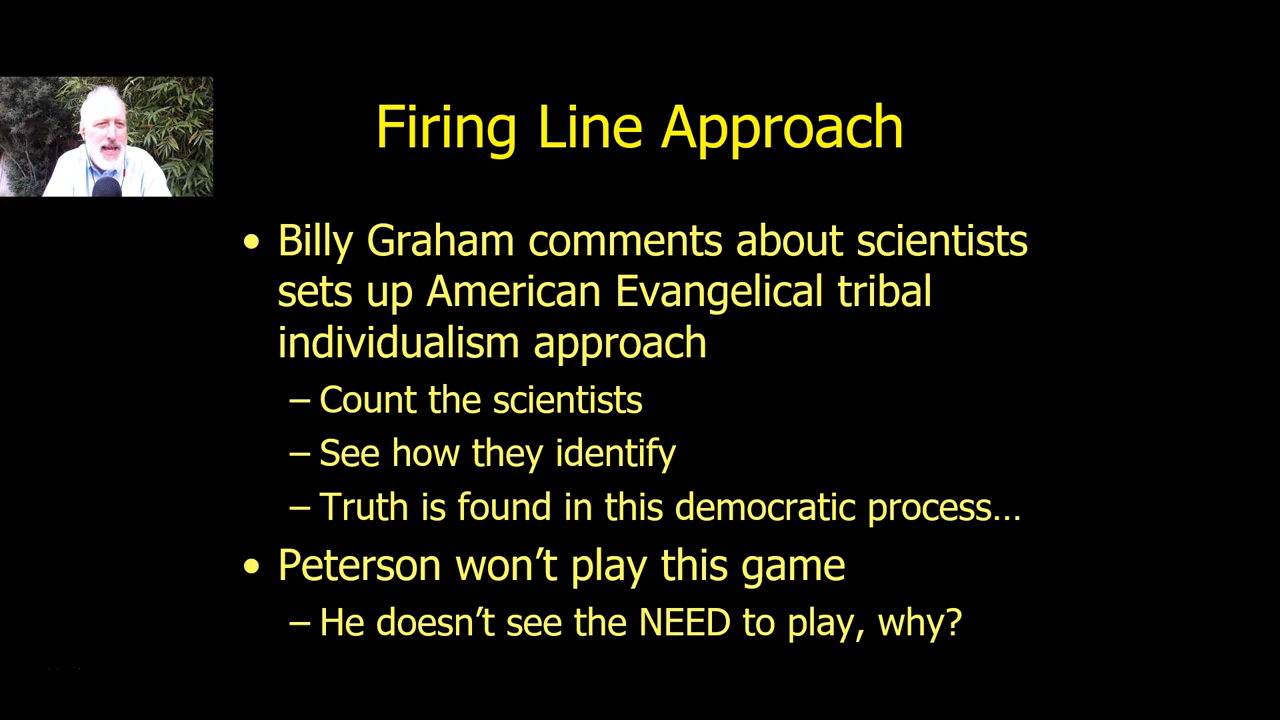 Firing Line Approach
• Billy Graham comments about scientists
sets up American Evangelical tribal
individualism approach
– Count the scientists
– See how they identify
– Truth is found in this democratic process…
• Peterson won’t play this game
– He doesn’t see the NEED to play, why?